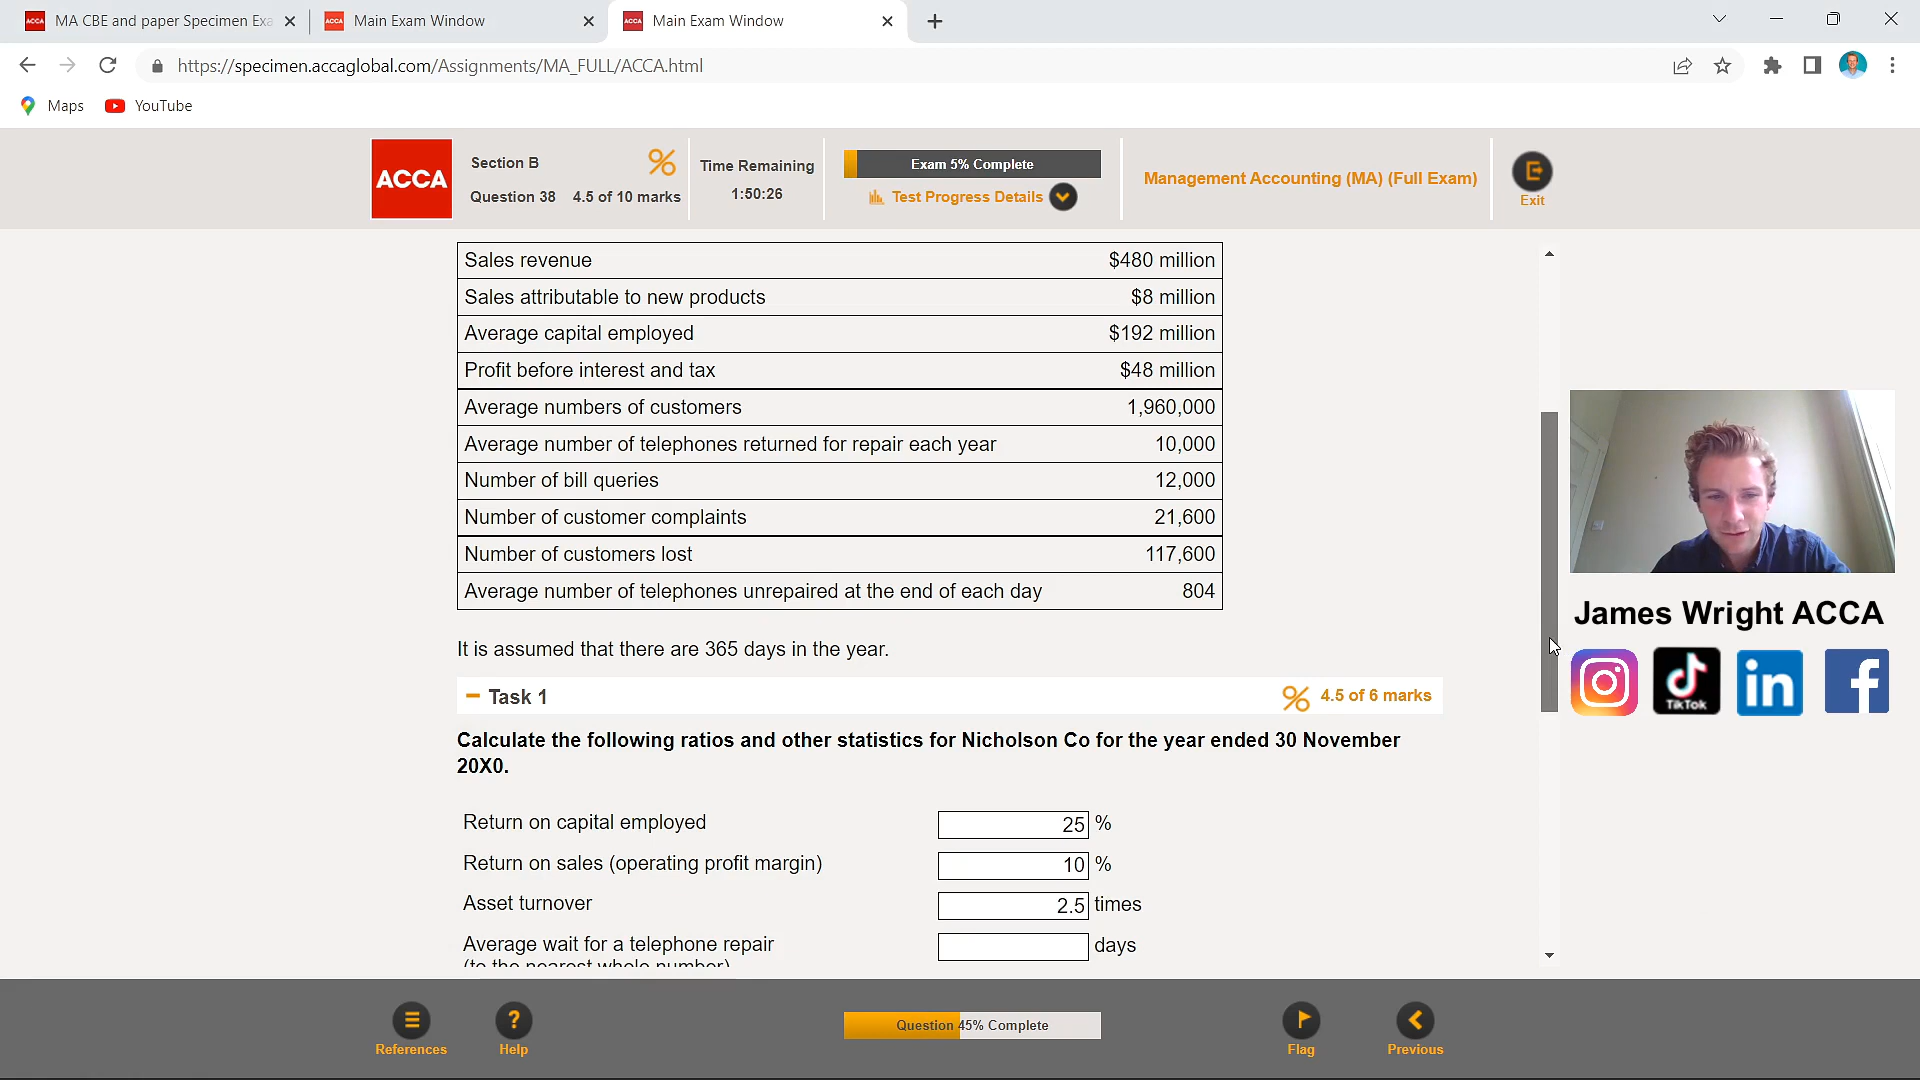 MA CBE and paper Specimen Exa
Main Exam Window
Main Exam Window
https://specimen.accaglobal.com/Assignments/MA_FULL/ACCA.html
Maps
YouTube
ACCA
Section B
Question 38 4.5 of 10 marks
Time Remaining
1:50:26
Exam 5% Complete
Test Progress Details
Management Accounting (MA) (Full Exam)
Exit
Sales revenue $480 million
Sales attributable to new products $8 million
Average capital employed $192 million
Profit before interest and tax $48 million
Average numbers of customers 1,960,000
Average number of telephones returned for repair each year 10,000
Number of bill queries 12,000
Number of customer complaints 21,600
Number of customers lost 117,600
Average number of telephones unrepaired at the end of each day 804
It is assumed that there are 365 days in the year.
Task 1 4.5 of 6 marks
Calculate the following ratios and other statistics for Nicholson Co for the year ended 30 November
20X0.
Return on capital employed 25 %
Return on sales (operating profit margin) 10 %
Asset turnover 2.5 times
Average wait for a telephone repair days
(to the nearest whole number)
James Wright ACCA
TikTok
in
f
References
Help
Question 45% Complete
Flag
Previous